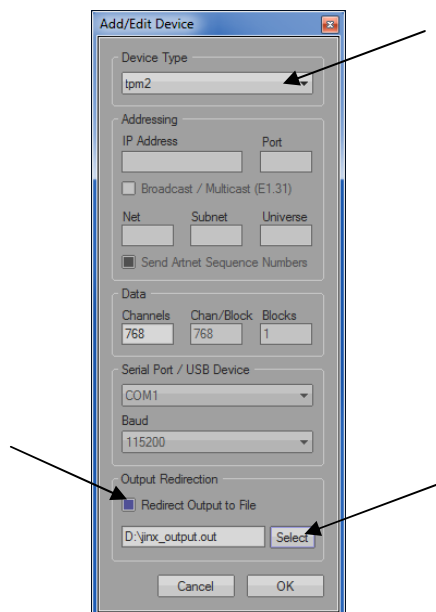 Add/Edit Device
Device Type
tpm2
Addressing
IP Address Port
Broadcast / Multicast (E1.31)
Net Subnet Universe
Send Artnet Sequence Numbers
Data
Channels Chan/Block Blocks
768 768 1
Serial Port / USB Device
COM1
Baud
115200
Output Redirection
Redirect Output to File
D:\jinx_output.out Select
Cancel OK